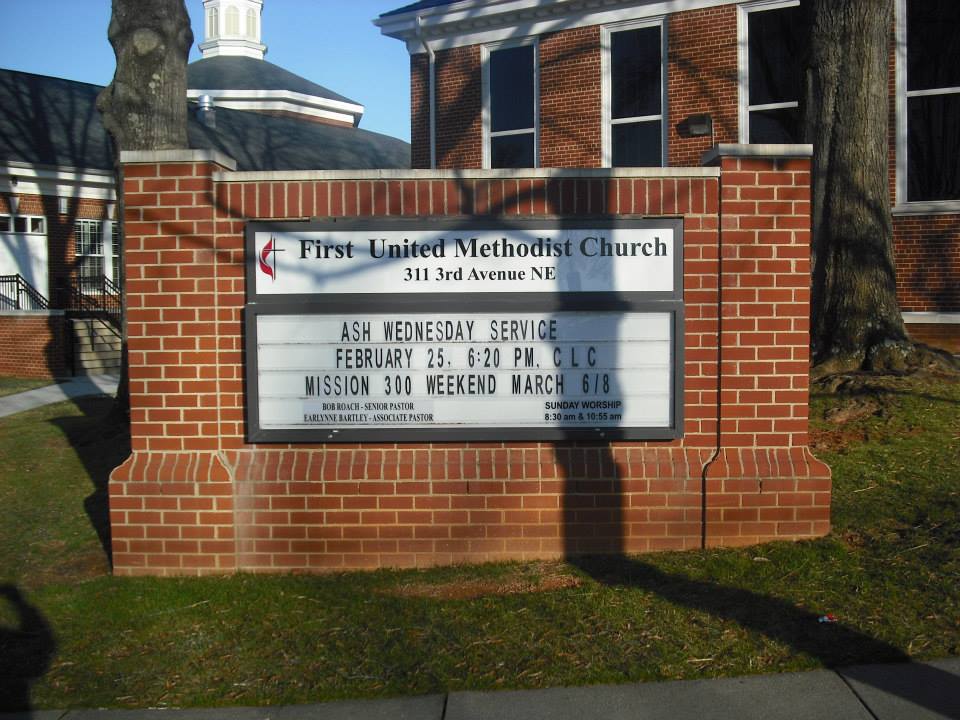 First United Methodist Church
311 3rd Avenue NE
ASH WEDNESDAY SERVICE
FEBRUARY 25, 6:20 PM, C L C
MISSION 300 WEEKEND MARCH 6/8
BOB ROACH - SENIOR PASTOR
EARLYNNE BARTLEY - ASSOCIATE PASTOR
SUNDAY WORSHIP
8:30 am & 10:55 am